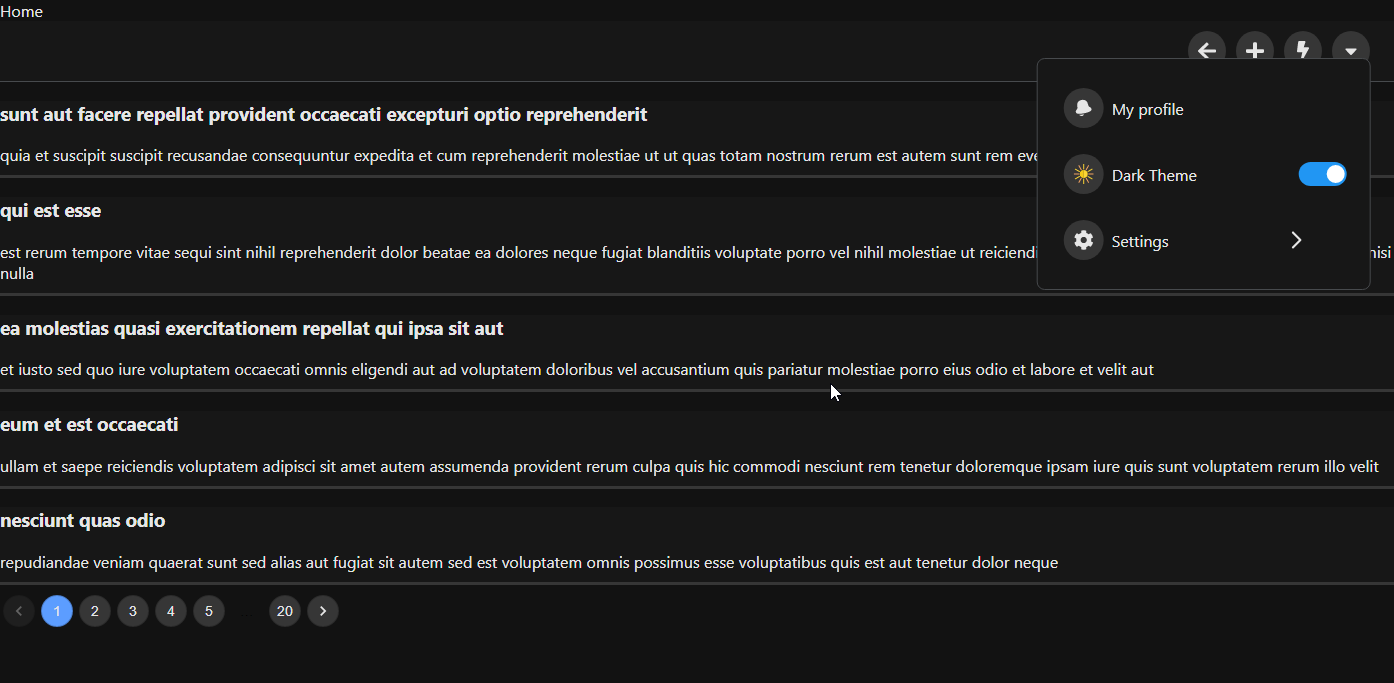 Home
My profile
Dark Theme
Settings
sunt aut facere repellat provident occaecati excepturi optio reprehenderit
quia et suscipit suscipit recusandae consequuntur expedita et cum reprehenderit molestiae ut ut quas totam nostrum rerum est autem sunt rem
qui est esse
est rerum tempore vitae sequi sint nihil reprehenderit dolor beatae ea dolores neque fugiat blanditiis voluptate porro vel nihil molestiae ut
nulla
ea molestias quasi exercitationem repellat qui ipsa sit aut
et iusto sed quo iure voluptatem occaecati omnis eligendi aut ad voluptatem doloribus vel accusantium quis pariatur molestiae porro eius odio et labore et velit aut
eum et est occaecati
ullam et saepe reiciendis voluptatem adipisci sit amet autem assumenda provident rerum culpa quis hic commodi nesciunt rem tenetur doloremque ipsam iure quis sunt voluptatem rerum illo velit
nesciunt quas odio
repudiandae veniam quaerat sunt sed alias aut fugiat sit autem sed est voluptatem omnis possimus esse voluptatibus quis est aut tenetur dolor neque
1 2 3 4 5 20